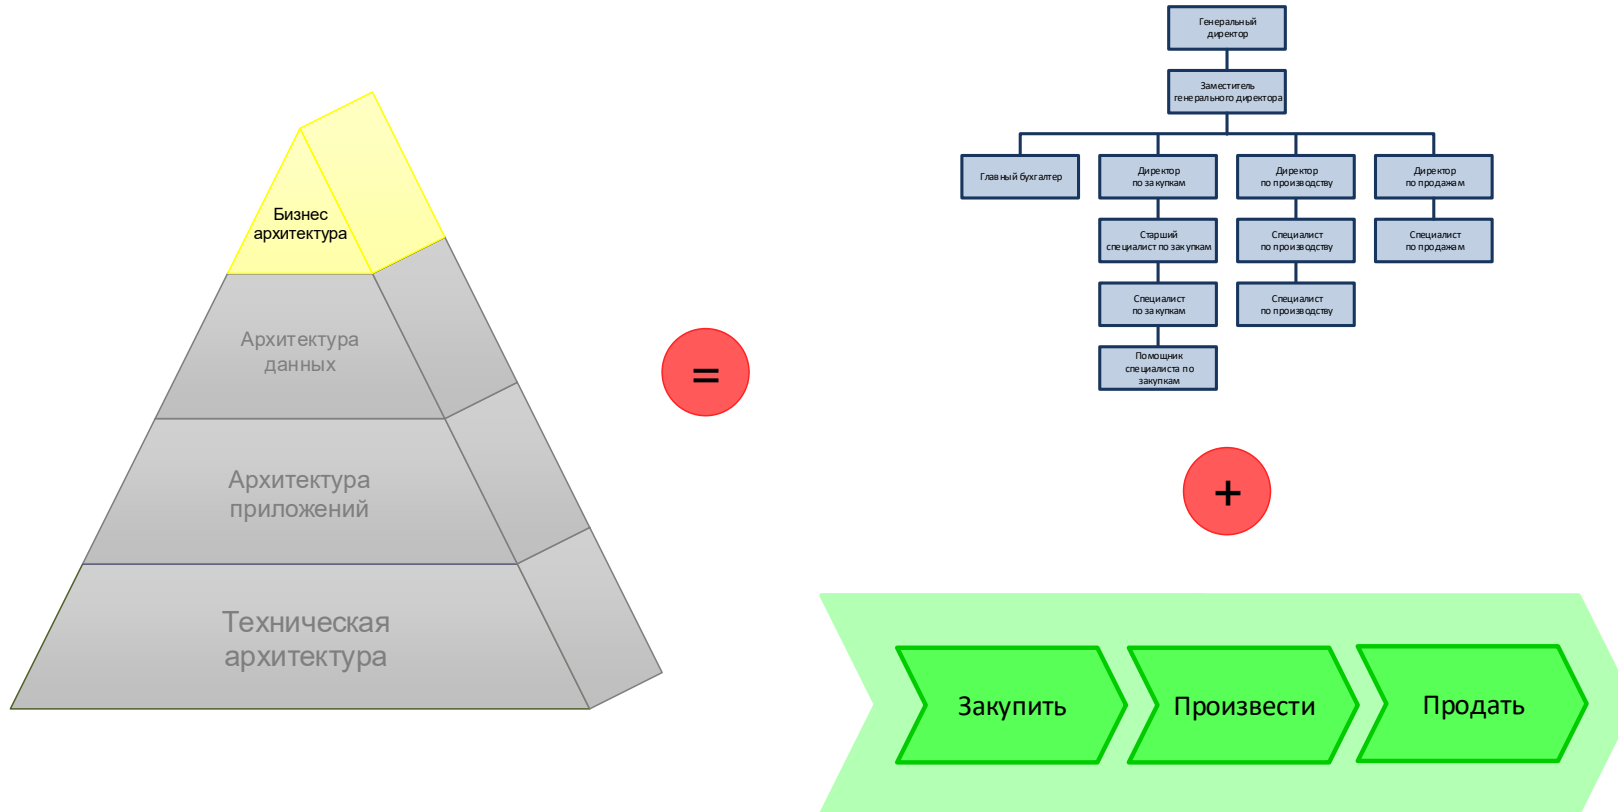 Бизнес
архитектура
Архитектура
данных
Архитектура
приложений
Техническая
архитектура
=
Генеральный
директор
Заместитель
генерального директора
Главный бухгалтер
Директор
по закупкам
Директор
по производству
Директор
по продажам
Старший
специалист по закупкам
Специалист
по производству
Специалист
по продажам
Специалист
по закупкам
Специалист
по производству
Помощник
специалиста по
закупкам
+
Закупить
Произвести
Продать